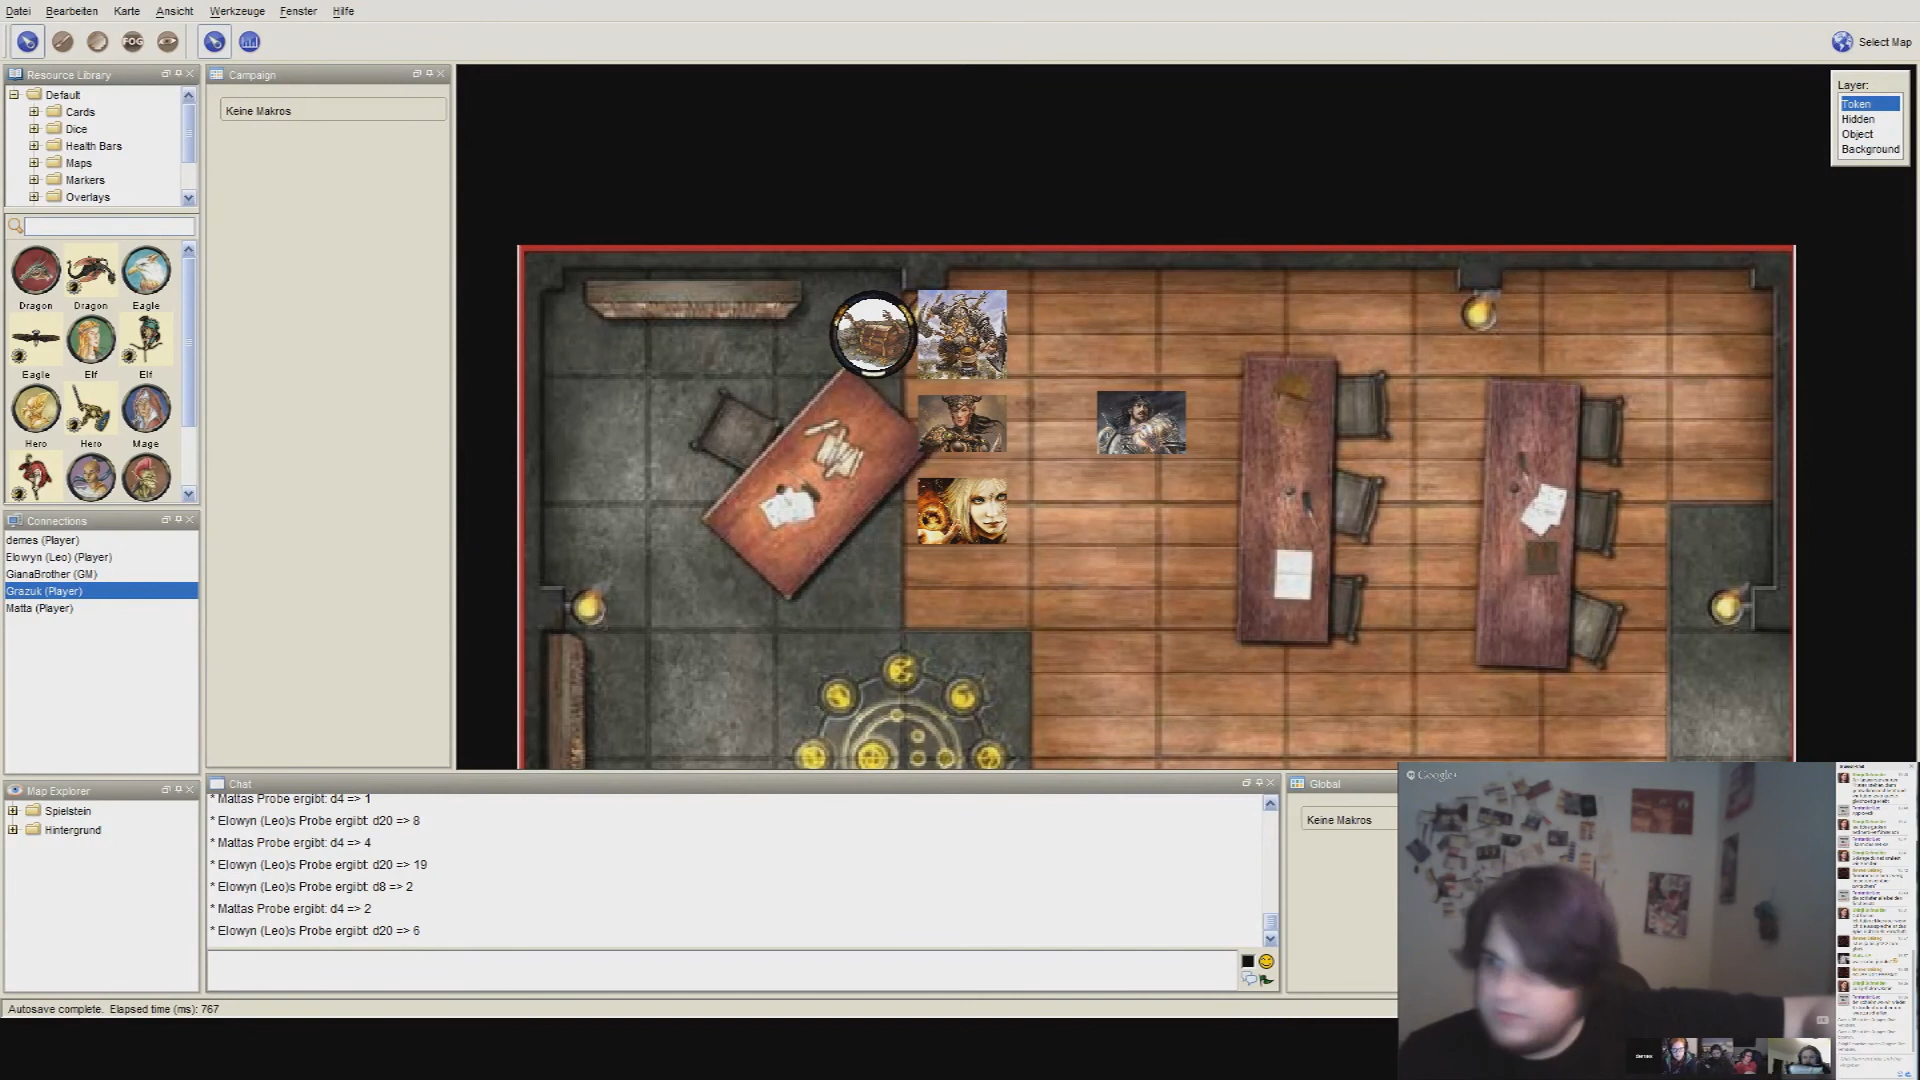 Datei Bearbeiten Karte Ansicht Werkzeuge Fenster Hilfe
FOG
Select Map
Resource Library
Default
Cards
Dice
Health Bars
Maps
Markers
Overlays
Dragon Dragon Eagle
Eagle Elf Elf
Hero Hero Mage
Connections
demes (Player)
Elowyn (Leo) (Player)
GianaBrother (GM)
Grazuk (Player)
Matta (Player)
Map Explorer
Spielstein
Hintergrund
Campaign
Keine Makros
Layer:
Token
Hidden
Object
Background
Chat
* Mattas Probe ergibt: d4 => 1
* Elowyn (Leo)s Probe ergibt: d20 => 8
* Mattas Probe ergibt: d4 => 4
* Elowyn (Leo)s Probe ergibt: d20 => 19
* Elowyn (Leo)s Probe ergibt: d8 => 2
* Mattas Probe ergibt: d4 => 2
* Elowyn (Leo)s Probe ergibt: d20 => 6
Global
Keine Makros
Google+
demes
Autosave complete. Elapsed time (ms): 767